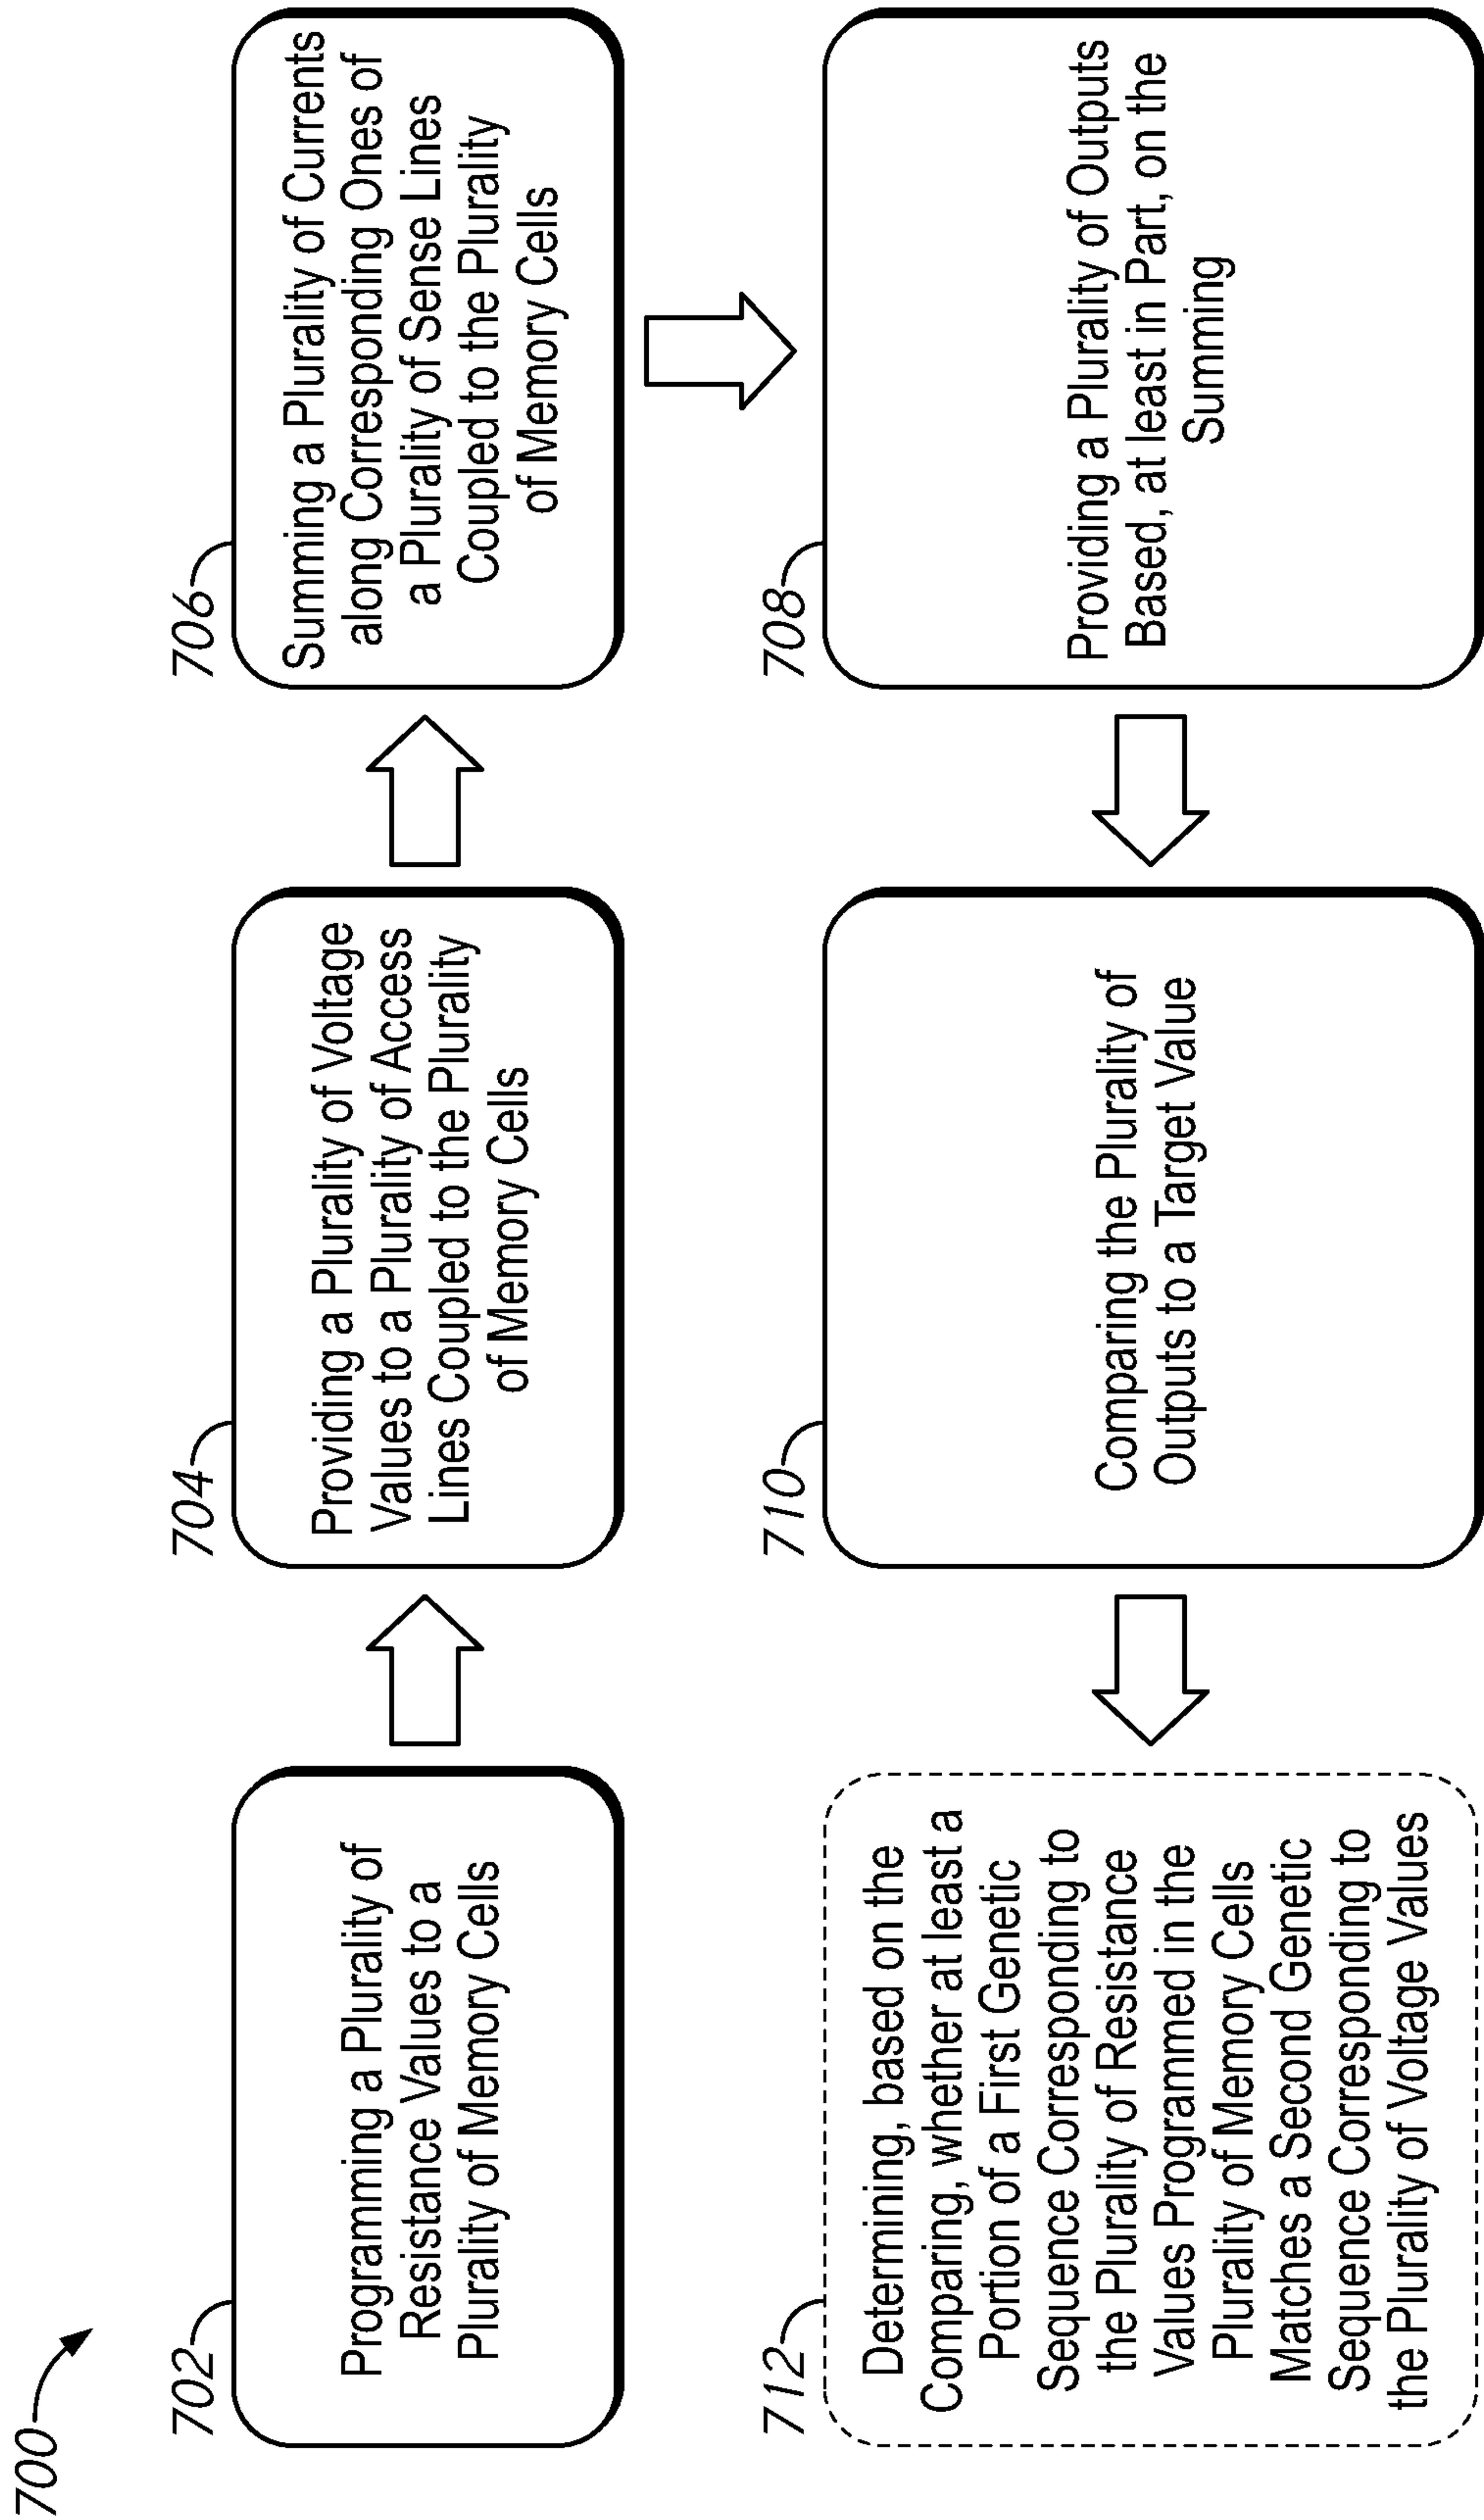 700
702
Programming a Plurality of
Resistance Values to a
Plurality of Memory Cells
704
Providing a Plurality of Voltage
Values to a Plurality of Access
Lines Coupled to the Plurality
of Memory Cells
706
Summing a Plurality of Currents
along Corresponding Ones of
a Plurality of Sense Lines
Coupled to the Plurality
of Memory Cells
708
Providing a Plurality of Outputs
Based, at least in Part, on the
Summing
710
Comparing the Plurality of
Outputs to a Target Value
712
Determining, based on the
Comparing, whether at least a
Portion of a First Genetic
Sequence Corresponding to
the Plurality of Resistance
Values Programmed in the
Plurality of Memory Cells
Matches a Second Genetic
Sequence Corresponding to
the Plurality of Voltage Values